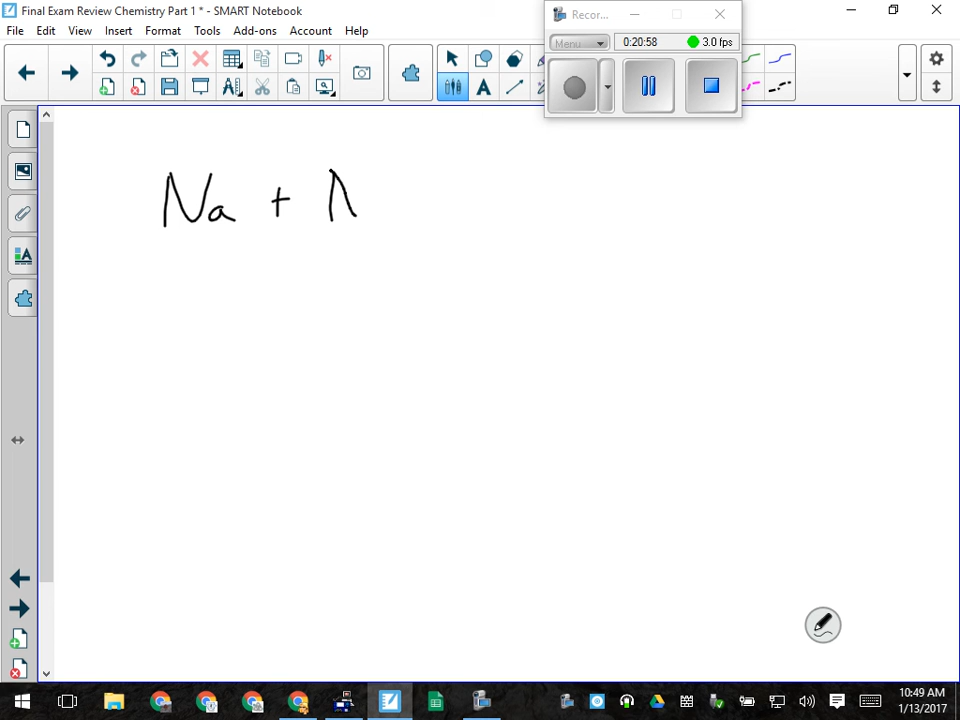 Final Exam Review Chemistry Part 1 * - SMART Notebook
Recor...
File Edit View Insert Format Tools Add-ons Account Help
Menu 0:20:58 3.0 fps
Na +
10:49 AM
1/13/2017